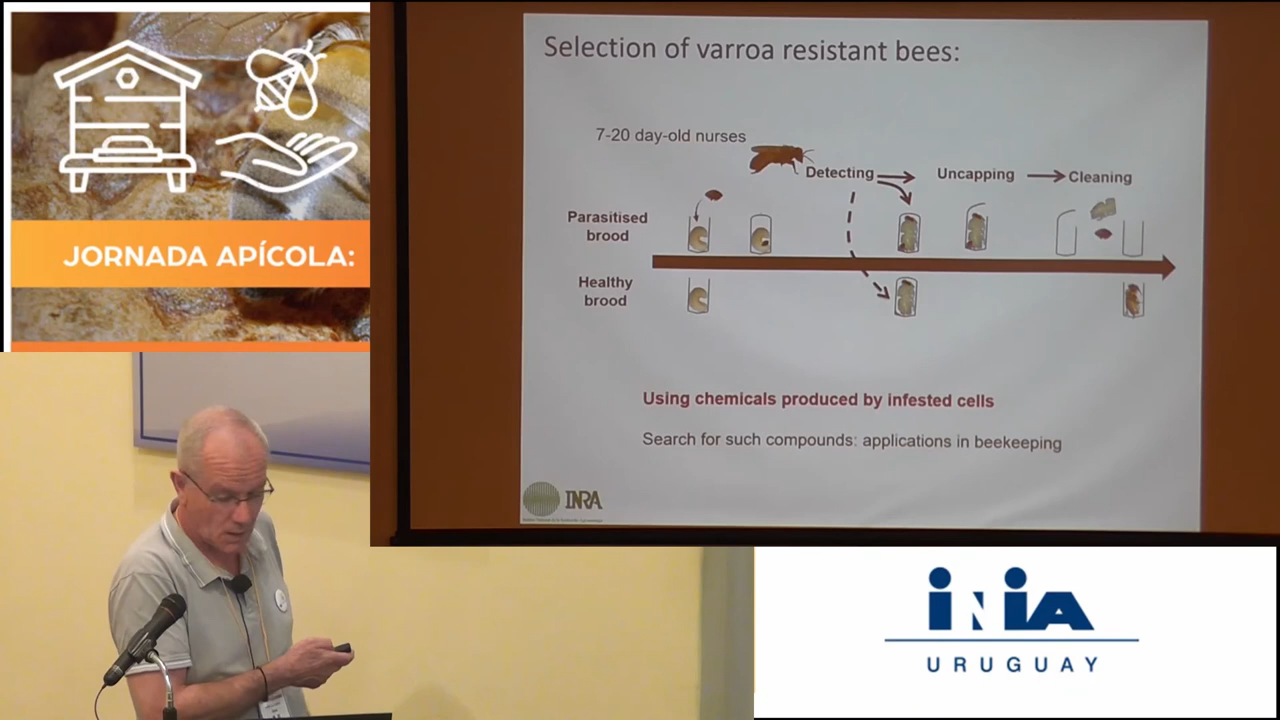 JORNADA APÍCOLA:
Selection of varroa resistant bees:
7-20 day-old nurses
Detecting
Uncapping
Cleaning
Parasitised
brood
Healthy
brood
Using chemicals produced by infested cells
Search for such compounds: applications in beekeeping
INRA
INIA
URUGUAY